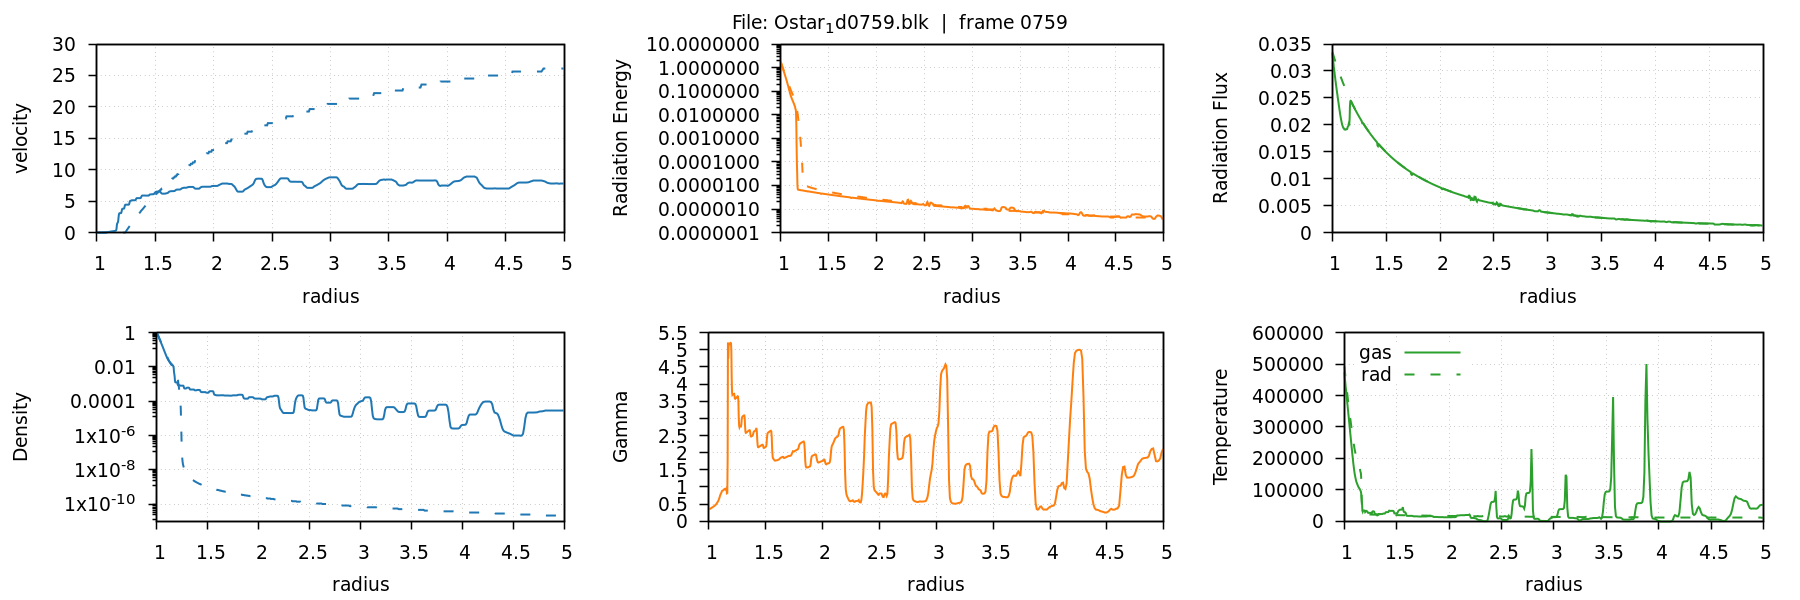 File: Ostar1d0759.blk | frame 0759
velocity
30
25
20
15
10
5
0
1 1.5 2 2.5 3 3.5 4 4.5 5
radius
Radiation Energy
10.0000000
1.0000000
0.1000000
0.0100000
0.0010000
0.0001000
0.0000100
0.0000010
0.0000001
1 1.5 2 2.5 3 3.5 4 4.5 5
radius
Radiation Flux
0.035
0.03
0.025
0.02
0.015
0.01
0.005
0
1 1.5 2 2.5 3 3.5 4 4.5 5
radius
Density
1
0.01
0.0001
1x10-6
1x10-8
1x10-10
1 1.5 2 2.5 3 3.5 4 4.5 5
radius
Gamma
5.5
5
4.5
4
3.5
3
2.5
2
1.5
1
0.5
0
1 1.5 2 2.5 3 3.5 4 4.5 5
radius
Temperature
600000
500000
400000
300000
200000
100000
0
gas
rad
1 1.5 2 2.5 3 3.5 4 4.5 5
radius